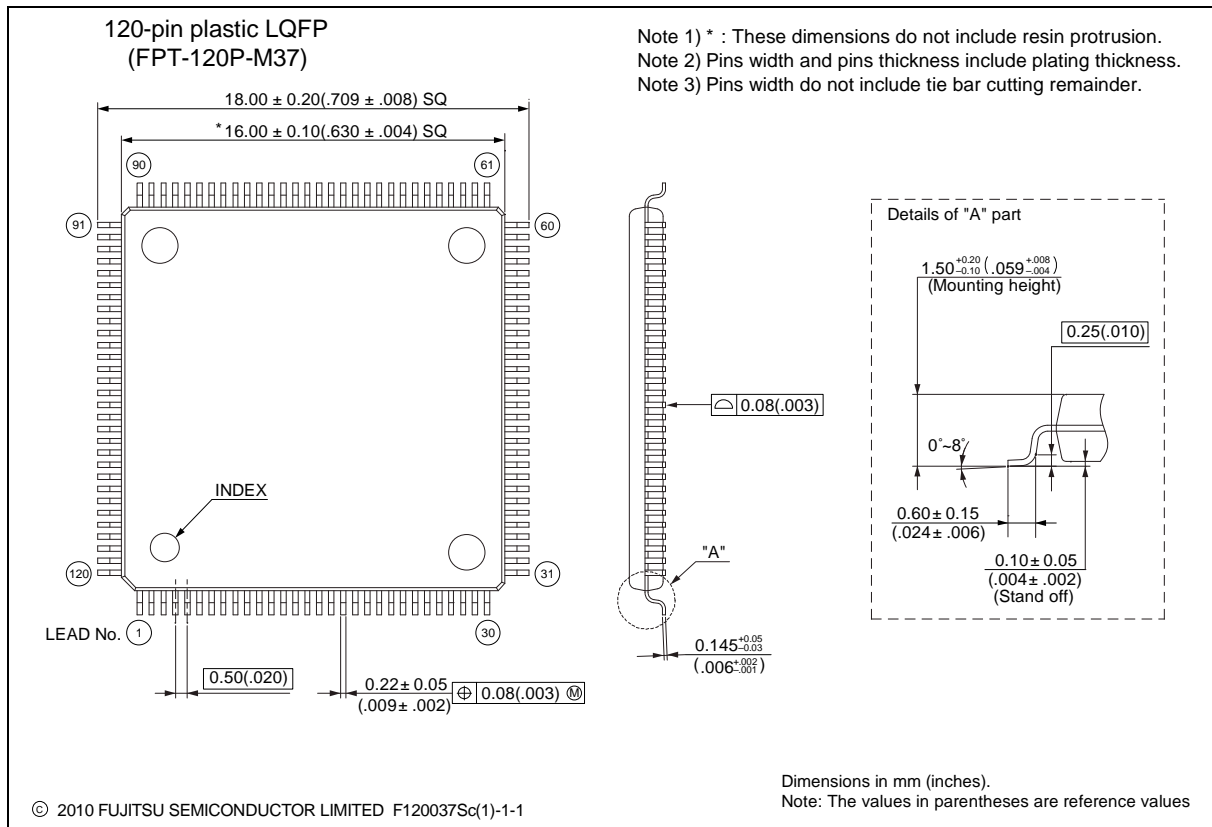 120-pin plastic LQFP
(FPT-120P-M37)
Note 1) * : These dimensions do not include resin protrusion.
Note 2) Pins width and pins thickness include plating thickness.
Note 3) Pins width do not include tie bar cutting remainder.
18.00 ± 0.20(.709 ± .008) SQ
*16.00 ± 0.10(.630 ± .004) SQ
90
61
91
60
Details of "A" part
1.50 +0.20 −0.10 (.059 +.008 −.004)
(Mounting height)
0.25(.010)
0.08(.003)
0°~8°
INDEX
0.60 ± 0.15
(.024 ± .006)
"A"
0.10 ± 0.05
(.004 ± .002)
(Stand off)
120
31
LEAD No. 1
30
0.145 +0.05 −0.03
(.006 +.002 −.001)
0.50(.020)
0.22 ± 0.05
(.009 ± .002)
⌖ 0.08(.003) Ⓜ
Dimensions in mm (inches).
Note: The values in parentheses are reference values
© 2010 FUJITSU SEMICONDUCTOR LIMITED F120037Sc(1)-1-1